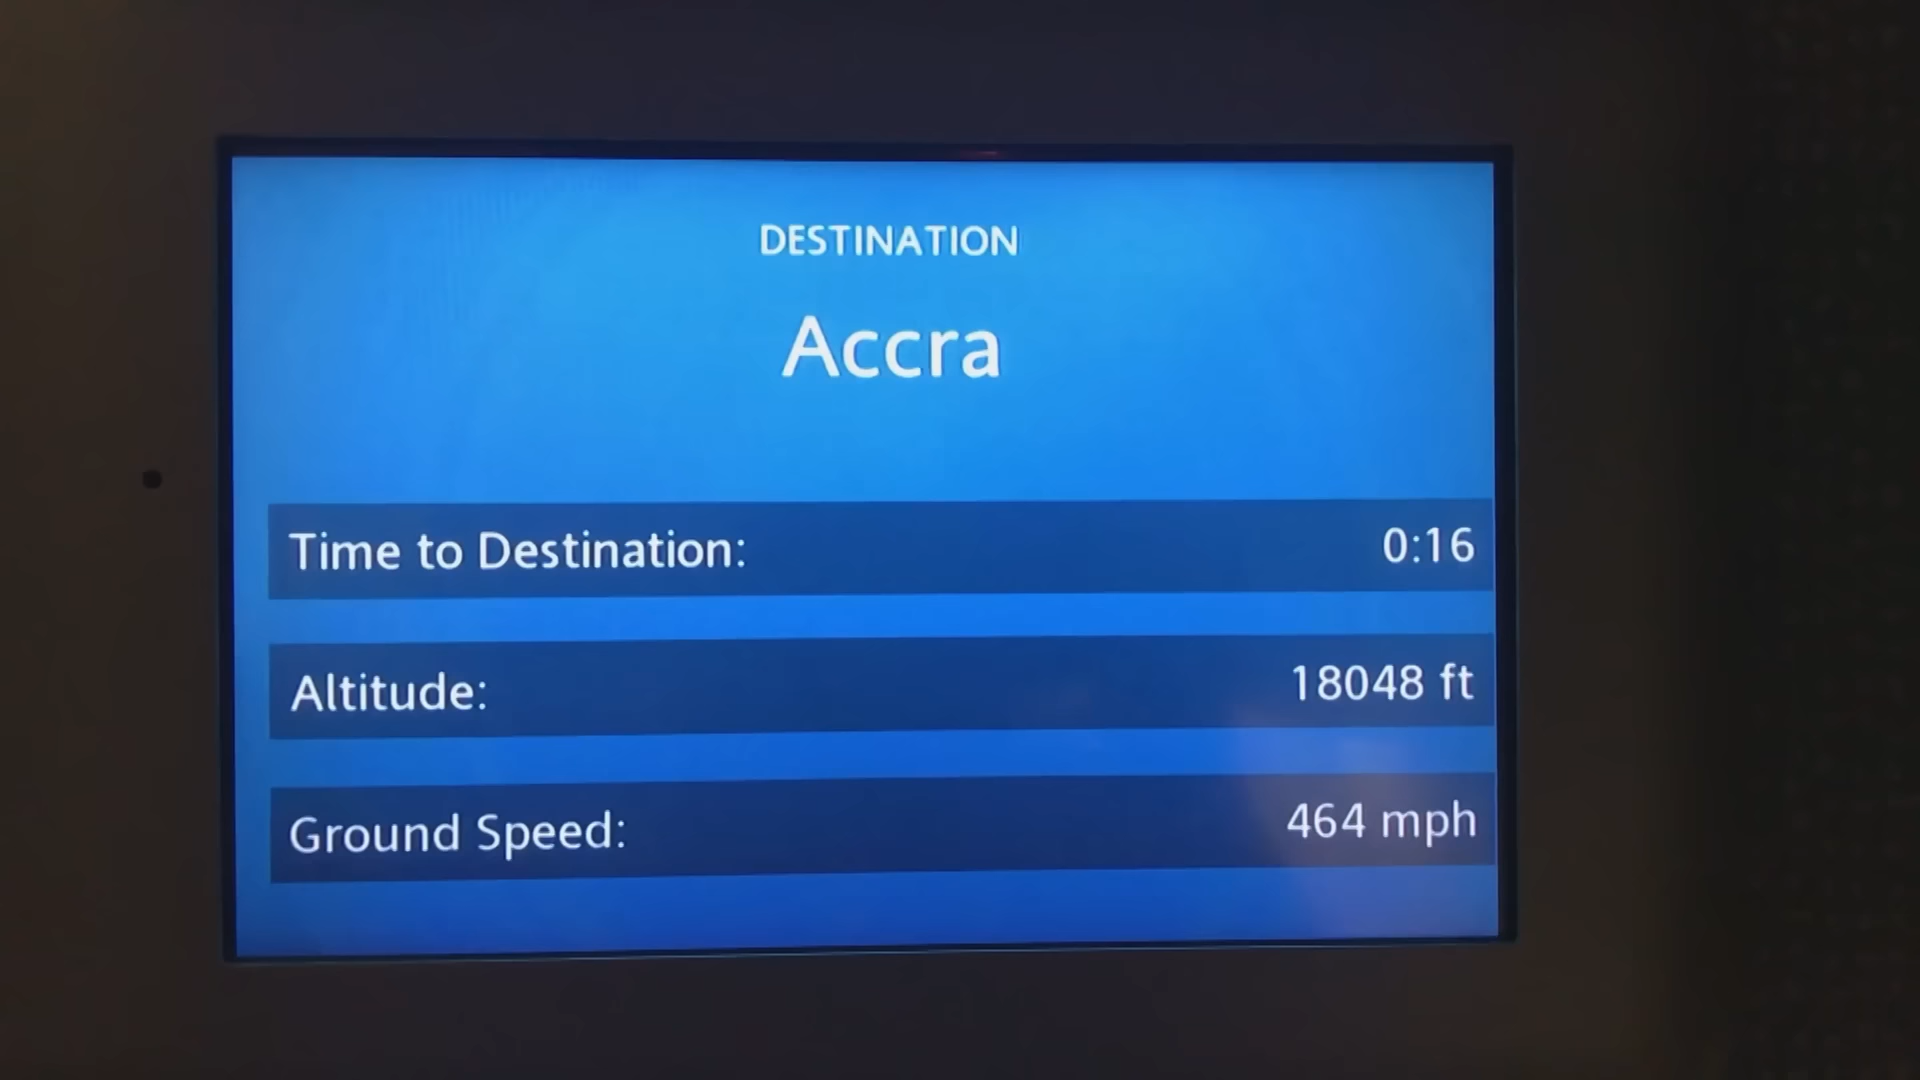 DESTINATION
Accra
Time to Destination: 0:16
Altitude: 18048 ft
Ground Speed: 464 mph